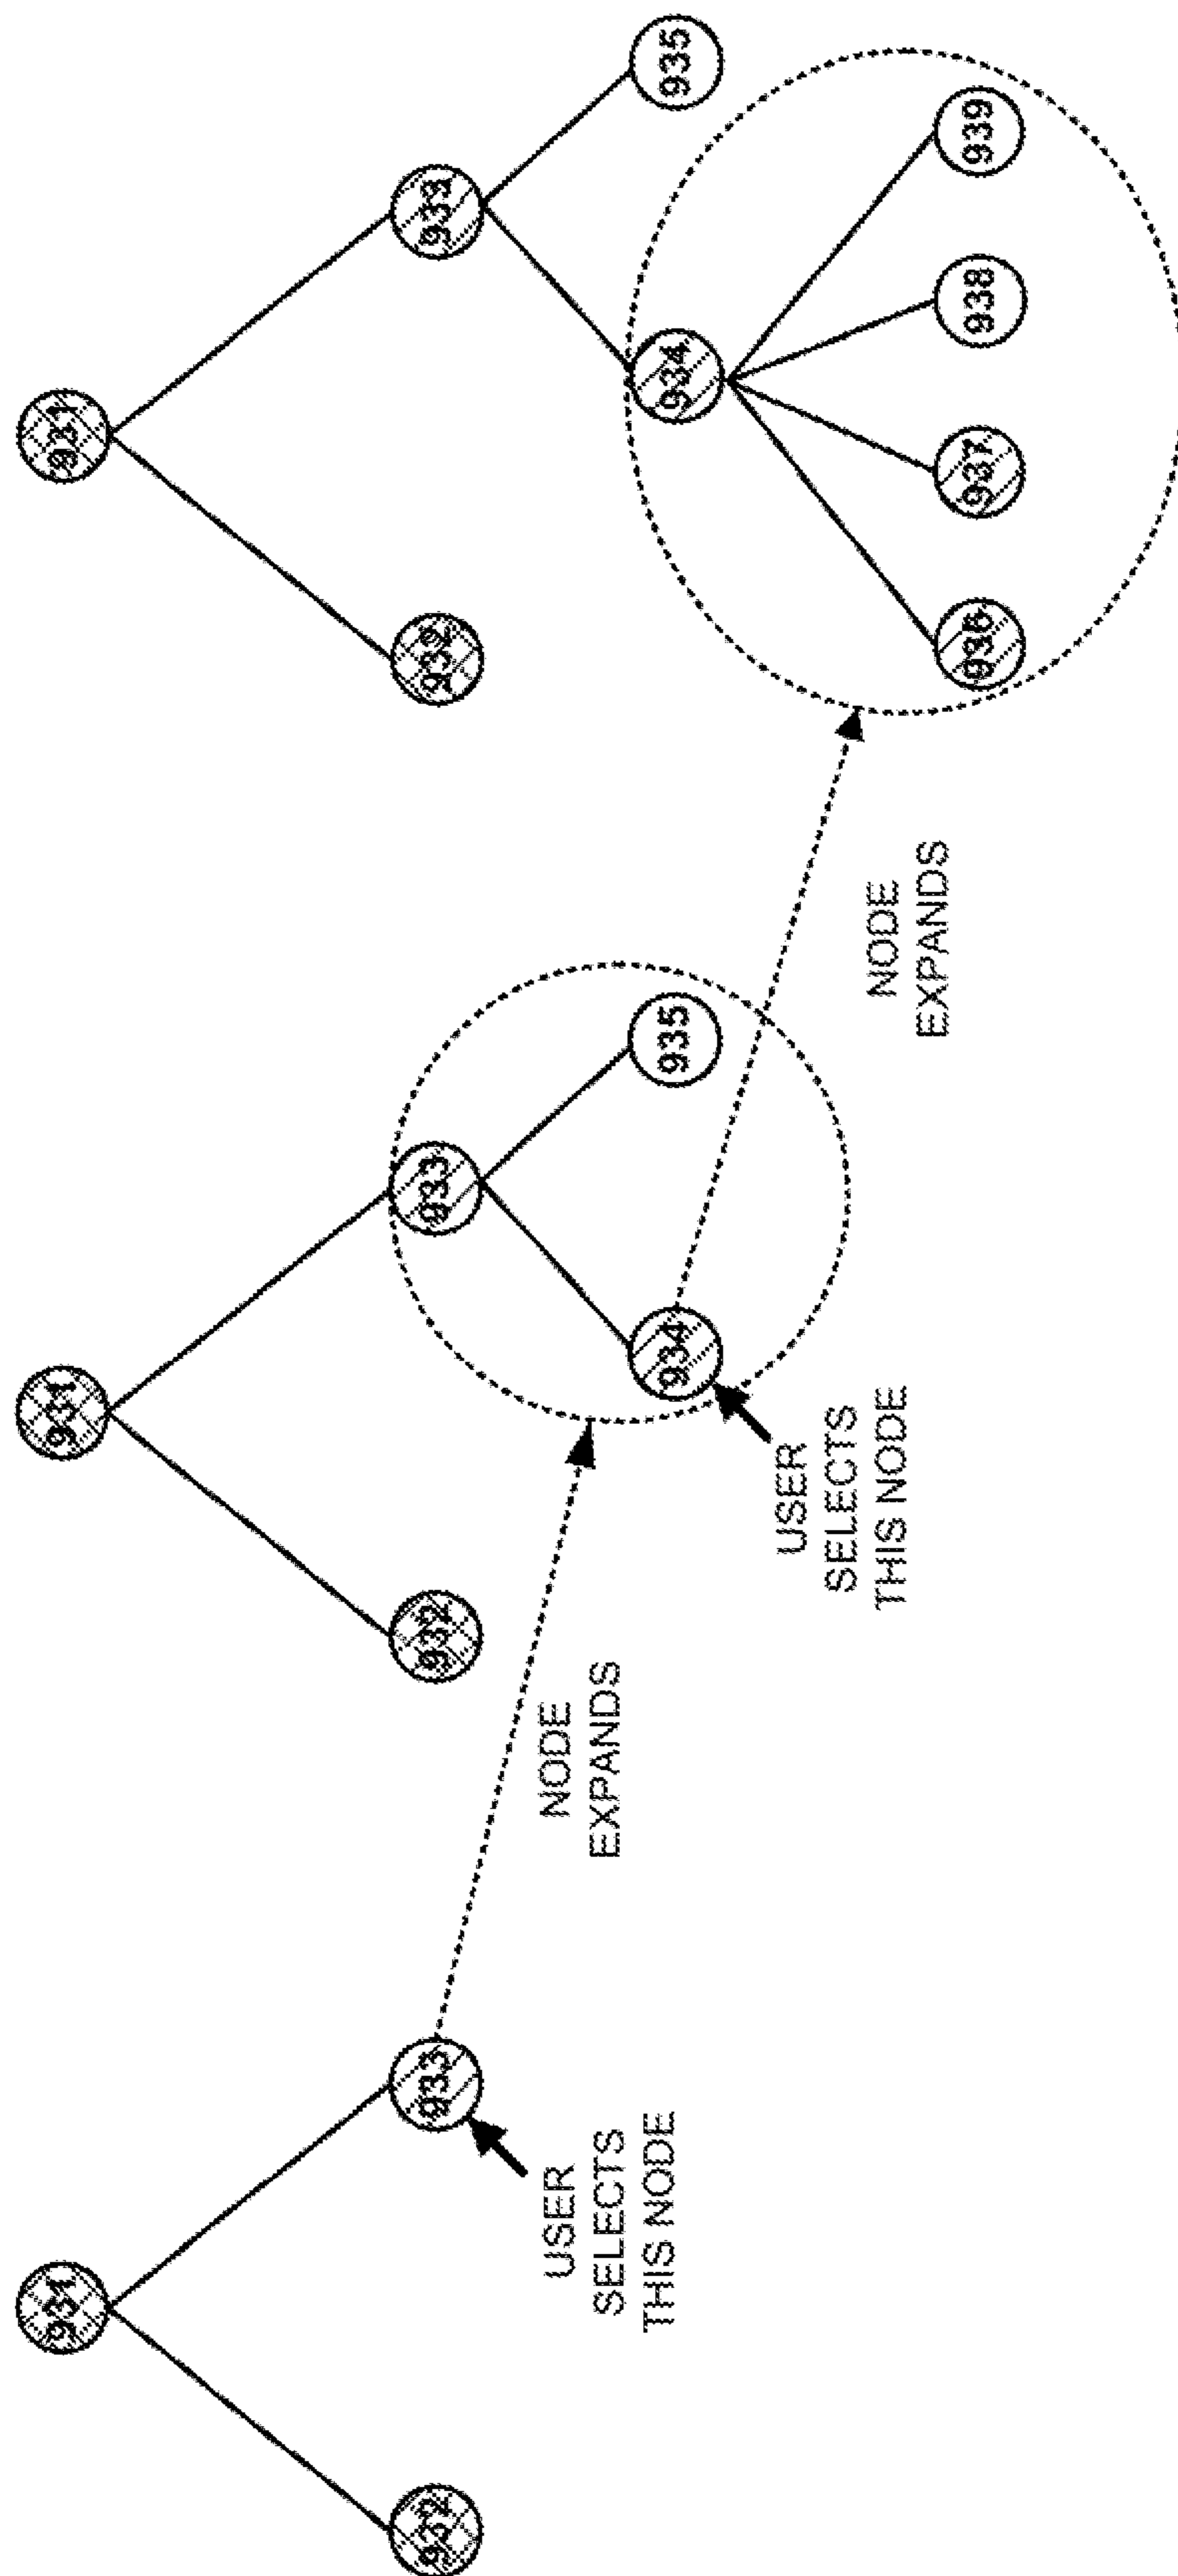 931
932
933
USER
SELECTS
THIS NODE
NODE
EXPANDS
931
932
933
934
935
USER
SELECTS
THIS NODE
NODE
EXPANDS
931
932
933
934
935
936
937
938
939